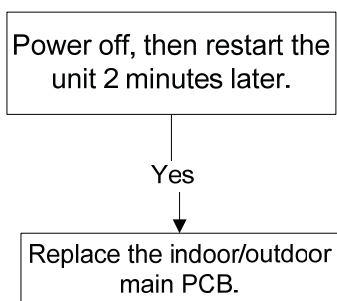 Power off, then restart the
unit 2 minutes later.
Yes
Replace the indoor/outdoor
main PCB.